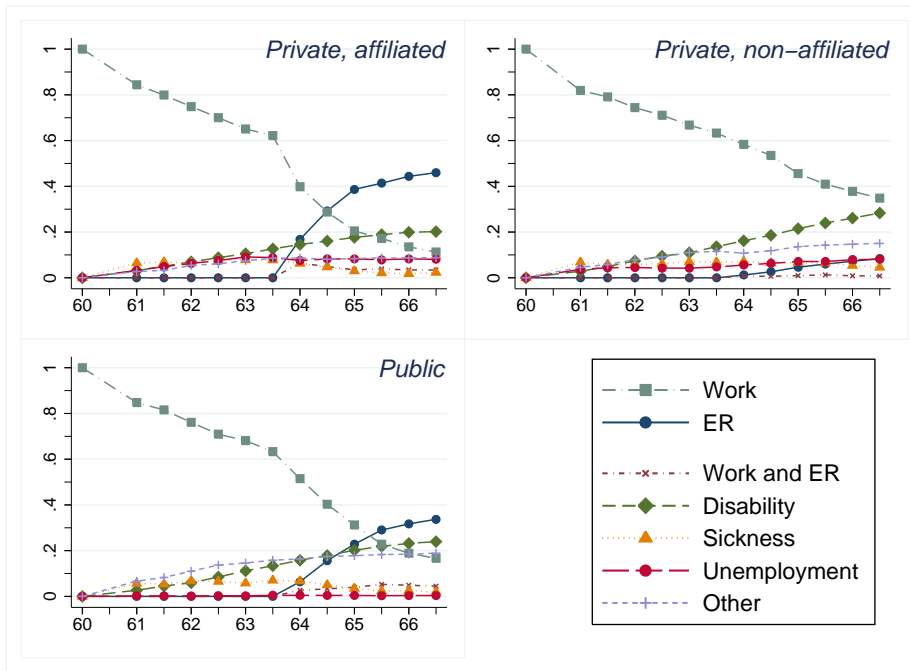 Private, affiliated
1
.8
.6
.4
.2
0
60 61 62 63 64 65 66
Private, non−affiliated
1
.8
.6
.4
.2
0
60 61 62 63 64 65 66
Public
1
.8
.6
.4
.2
0
60 61 62 63 64 65 66
Work
ER
Work and ER
Disability
Sickness
Unemployment
Other